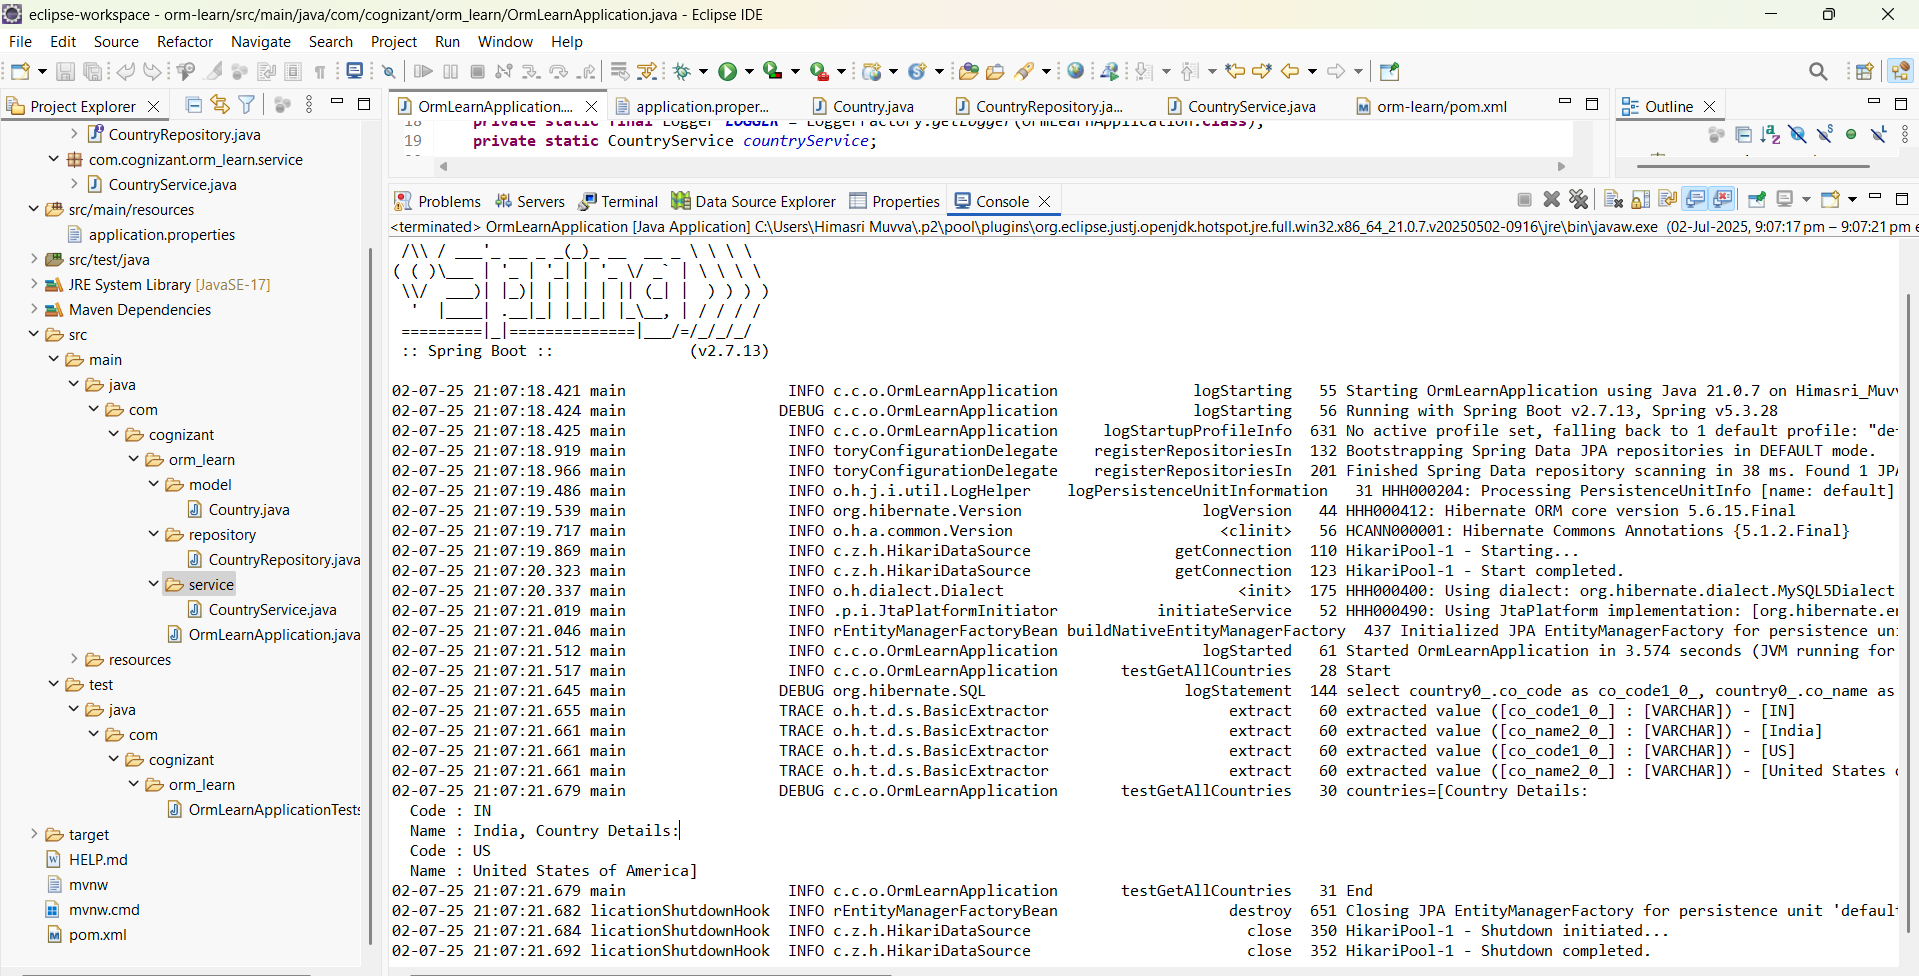 eclipse-workspace - orm-learn/src/main/java/com/cognizant/orm_learn/OrmLearnApplication.java - Eclipse IDE
File Edit Source Refactor Navigate Search Project Run Window Help
Project Explorer
CountryRepository.java
com.cognizant.orm_learn.service
CountryService.java
src/main/resources
application.properties
src/test/java
JRE System Library [JavaSE-17]
Maven Dependencies
src
main
java
com
cognizant
orm_learn
model
Country.java
repository
CountryRepository.java
service
CountryService.java
OrmLearnApplication.java
resources
test
java
com
cognizant
orm_learn
OrmLearnApplicationTests
target
HELP.md
mvnw
mvnw.cmd
pom.xml
OrmLearnApplication.... application.proper... Country.java CountryRepository.ja... CountryService.java orm-learn/pom.xml
18 private static final Logger LOGGER = LoggerFactory.getLogger(OrmLearnApplication.class);
19 private static CountryService countryService;
Outline
Problems Servers Terminal Data Source Explorer Properties Console
<terminated> OrmLearnApplication [Java Application] C:\Users\Himasri Muvva\.p2\pool\plugins\org.eclipse.justj.openjdk.hotspot.jre.full.win32.x86_64_21.0.7.v20250502-0916\jre\bin\javaw.exe (02-Jul-2025, 9:07:17 pm – 9:07:21 pm
:: Spring Boot :: (v2.7.13)
02-07-25 21:07:18.421 main INFO c.c.o.OrmLearnApplication logStarting 55 Starting OrmLearnApplication using Java 21.0.7 on Himasri_Muv
02-07-25 21:07:18.424 main DEBUG c.c.o.OrmLearnApplication logStarting 56 Running with Spring Boot v2.7.13, Spring v5.3.28
02-07-25 21:07:18.425 main INFO c.c.o.OrmLearnApplication logStartupProfileInfo 631 No active profile set, falling back to 1 default profile: "de
02-07-25 21:07:18.919 main INFO toryConfigurationDelegate registerRepositoriesIn 132 Bootstrapping Spring Data JPA repositories in DEFAULT mode.
02-07-25 21:07:18.966 main INFO toryConfigurationDelegate registerRepositoriesIn 201 Finished Spring Data repository scanning in 38 ms. Found 1 JPA
02-07-25 21:07:19.486 main INFO o.h.j.i.util.LogHelper logPersistenceUnitInformation 31 HHH000204: Processing PersistenceUnitInfo [name: default]
02-07-25 21:07:19.539 main INFO org.hibernate.Version logVersion 44 HHH000412: Hibernate ORM core version 5.6.15.Final
02-07-25 21:07:19.717 main INFO o.h.a.common.Version <clinit> 56 HCANN000001: Hibernate Commons Annotations {5.1.2.Final}
02-07-25 21:07:19.869 main INFO c.z.h.HikariDataSource getConnection 110 HikariPool-1 - Starting...
02-07-25 21:07:20.323 main INFO c.z.h.HikariDataSource getConnection 123 HikariPool-1 - Start completed.
02-07-25 21:07:20.337 main INFO o.h.dialect.Dialect <init> 175 HHH000400: Using dialect: org.hibernate.dialect.MySQL5Dialect
02-07-25 21:07:21.019 main INFO .p.i.JtaPlatformInitiator initiateService 52 HHH000490: Using JtaPlatform implementation: [org.hibernate.en
02-07-25 21:07:21.046 main INFO rEntityManagerFactoryBean buildNativeEntityManagerFactory 437 Initialized JPA EntityManagerFactory for persistence un
02-07-25 21:07:21.512 main INFO c.c.o.OrmLearnApplication logStarted 61 Started OrmLearnApplication in 3.574 seconds (JVM running for
02-07-25 21:07:21.517 main INFO c.c.o.OrmLearnApplication testGetAllCountries 28 Start
02-07-25 21:07:21.645 main DEBUG org.hibernate.SQL logStatement 144 select country0_.co_code as co_code1_0_, country0_.co_name as
02-07-25 21:07:21.655 main TRACE o.h.t.d.s.BasicExtractor extract 60 extracted value ([co_code1_0_] : [VARCHAR]) - [IN]
02-07-25 21:07:21.661 main TRACE o.h.t.d.s.BasicExtractor extract 60 extracted value ([co_name2_0_] : [VARCHAR]) - [India]
02-07-25 21:07:21.661 main TRACE o.h.t.d.s.BasicExtractor extract 60 extracted value ([co_code1_0_] : [VARCHAR]) - [US]
02-07-25 21:07:21.661 main TRACE o.h.t.d.s.BasicExtractor extract 60 extracted value ([co_name2_0_] : [VARCHAR]) - [United States
02-07-25 21:07:21.679 main DEBUG c.c.o.OrmLearnApplication testGetAllCountries 30 countries=[Country Details:
Code : IN
Name : India, Country Details:
Code : US
Name : United States of America]
02-07-25 21:07:21.679 main INFO c.c.o.OrmLearnApplication testGetAllCountries 31 End
02-07-25 21:07:21.682 licationShutdownHook INFO rEntityManagerFactoryBean destroy 651 Closing JPA EntityManagerFactory for persistence unit 'defaul
02-07-25 21:07:21.684 licationShutdownHook INFO c.z.h.HikariDataSource close 350 HikariPool-1 - Shutdown initiated...
02-07-25 21:07:21.692 licationShutdownHook INFO c.z.h.HikariDataSource close 352 HikariPool-1 - Shutdown completed.